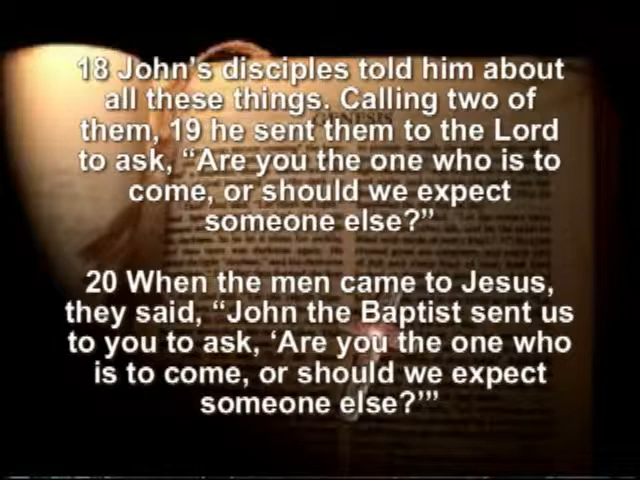 18 John's disciples told him about
all these things. Calling two of
them, 19 he sent them to the Lord
to ask, “Are you the one who is to
come, or should we expect
someone else?”
20 When the men came to Jesus,
they said, “John the Baptist sent us
to you to ask, ‘Are you the one who
is to come, or should we expect
someone else?’”
GENESIS